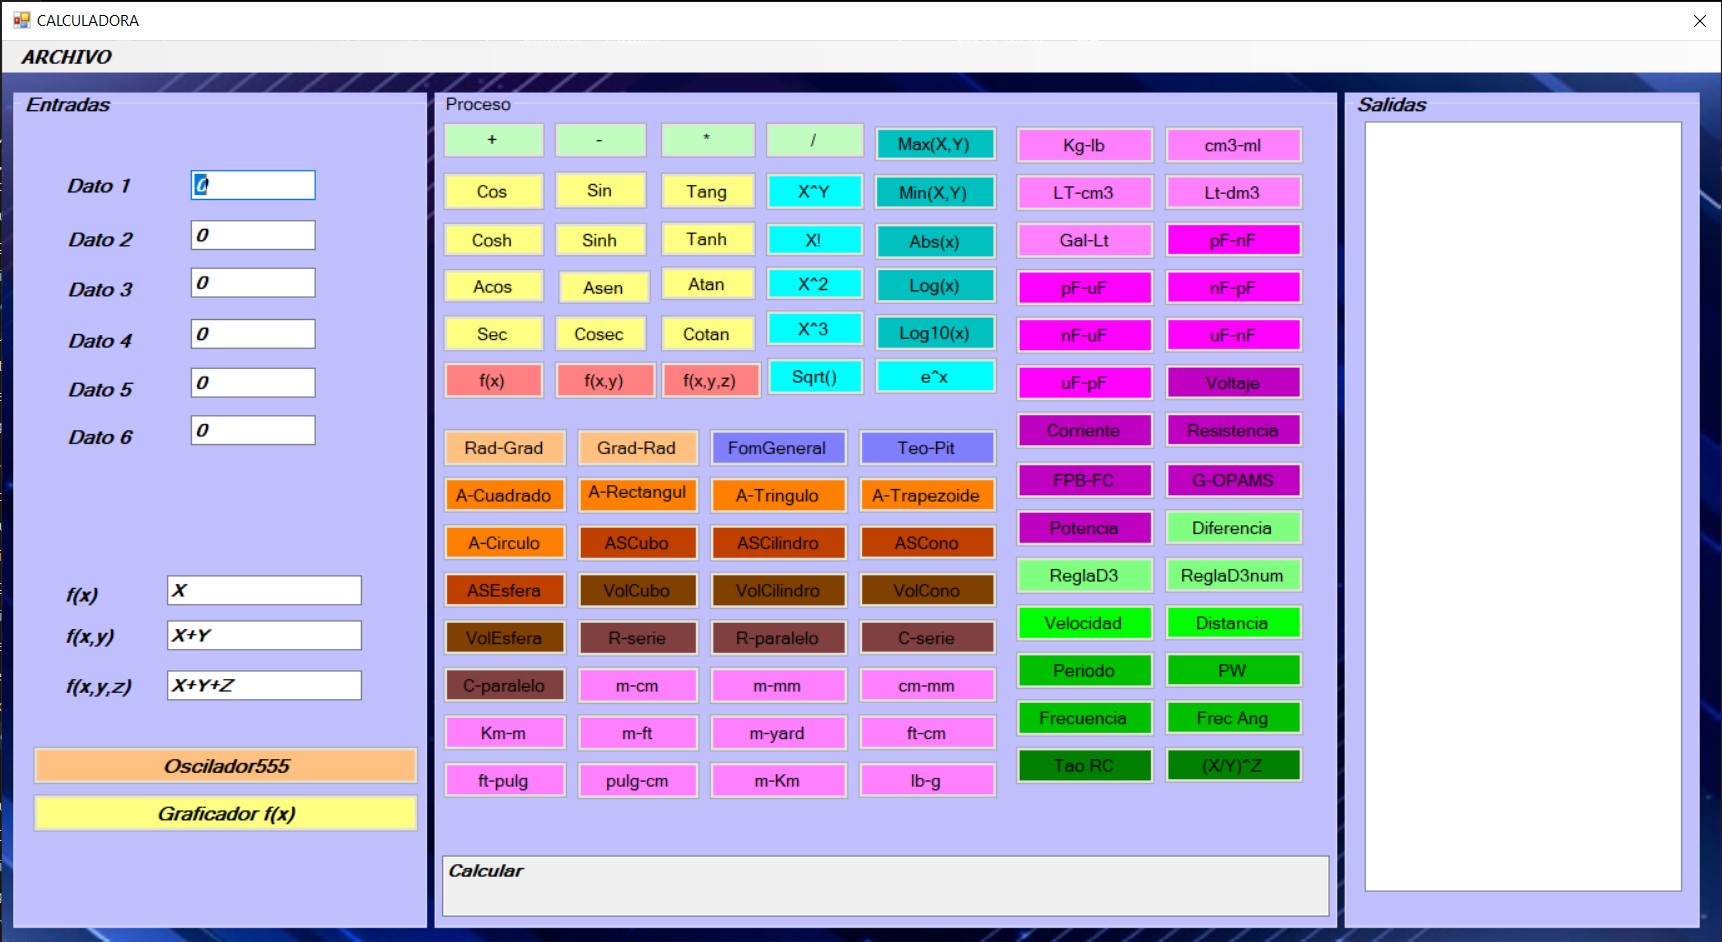 CALCULADORA
ARCHIVO
Entradas
Dato 1 0
Dato 2 0
Dato 3 0
Dato 4 0
Dato 5 0
Dato 6 0
f(x) X
f(x,y) X+Y
f(x,y,z) X+Y+Z
Oscilador555
Graficador f(x)
Proceso
+ - * / Max(X,Y)
Cos Sin Tang X^Y Min(X,Y)
Cosh Sinh Tanh X! Abs(x)
Acos Asen Atan X^2 Log(x)
Sec Cosec Cotan X^3 Log10(x)
f(x) f(x,y) f(x,y,z) Sqrt() e^x
Rad-Grad Grad-Rad FomGeneral Teo-Pit
A-Cuadrado A-Rectangul A-Tringulo A-Trapezoide
A-Circulo ASCubo ASCilindro ASCono
ASEsfera VolCubo VolCilindro VolCono
VolEsfera R-serie R-paralelo C-serie
C-paralelo m-cm m-mm cm-mm
Km-m m-ft m-yard ft-cm
ft-pulg pulg-cm m-Km lb-g
Kg-lb cm3-ml
LT-cm3 Lt-dm3
Gal-Lt pF-nF
pF-uF nF-pF
nF-uF uF-nF
uF-pF Voltaje
Corriente Resistencia
FPB-FC G-OPAMS
Potencia Diferencia
ReglaD3 ReglaD3num
Velocidad Distancia
Periodo PW
Frecuencia Frec Ang
Tao RC (X/Y)^Z
Calcular
Salidas